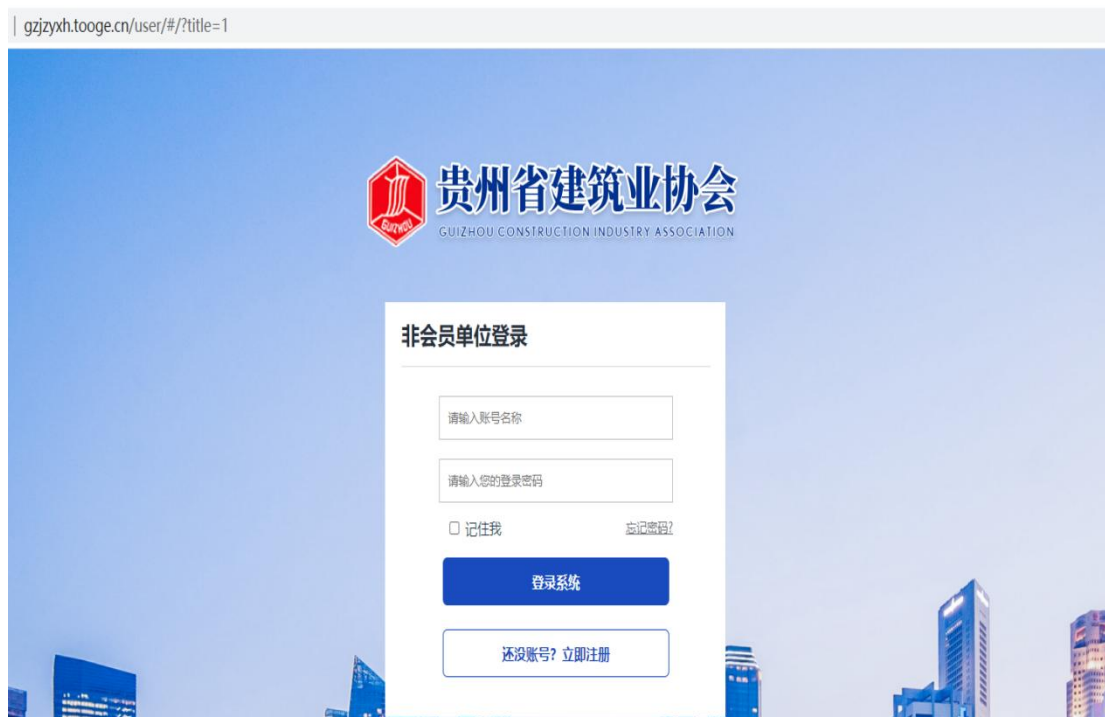 gzjzyxh.tooge.cn/user/#/?title=1
贵州省建筑业协会
GUIZHOU
GUIZHOU CONSTRUCTION INDUSTRY ASSOCIATION
非会员单位登录
请输入账号名称
请输入您的登录密码
记住我 忘记密码?
登录系统
还没账号? 立即注册